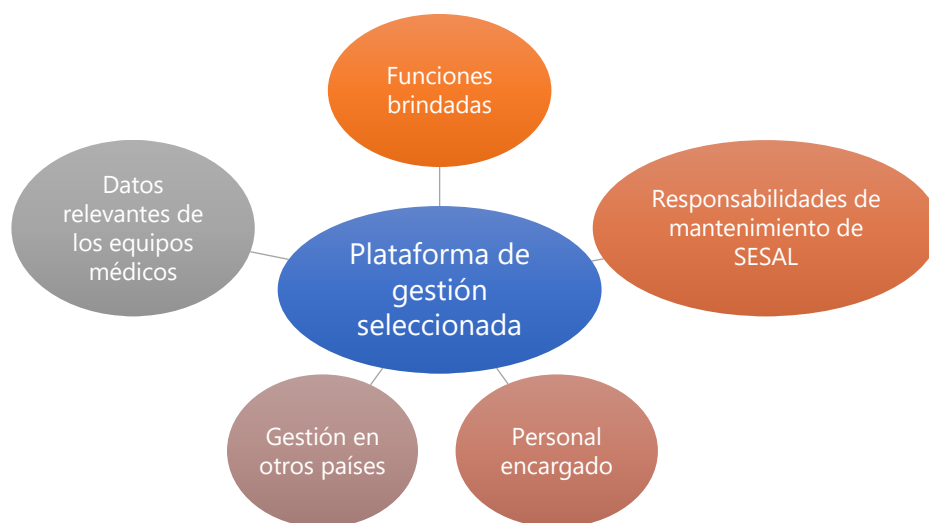 Funciones
brindadas
Datos
relevantes de
los equipos
médicos
Responsabilidades de
mantenimiento de
SESAL
Plataforma de
gestión
seleccionada
Gestión en
otros países
Personal
encargado